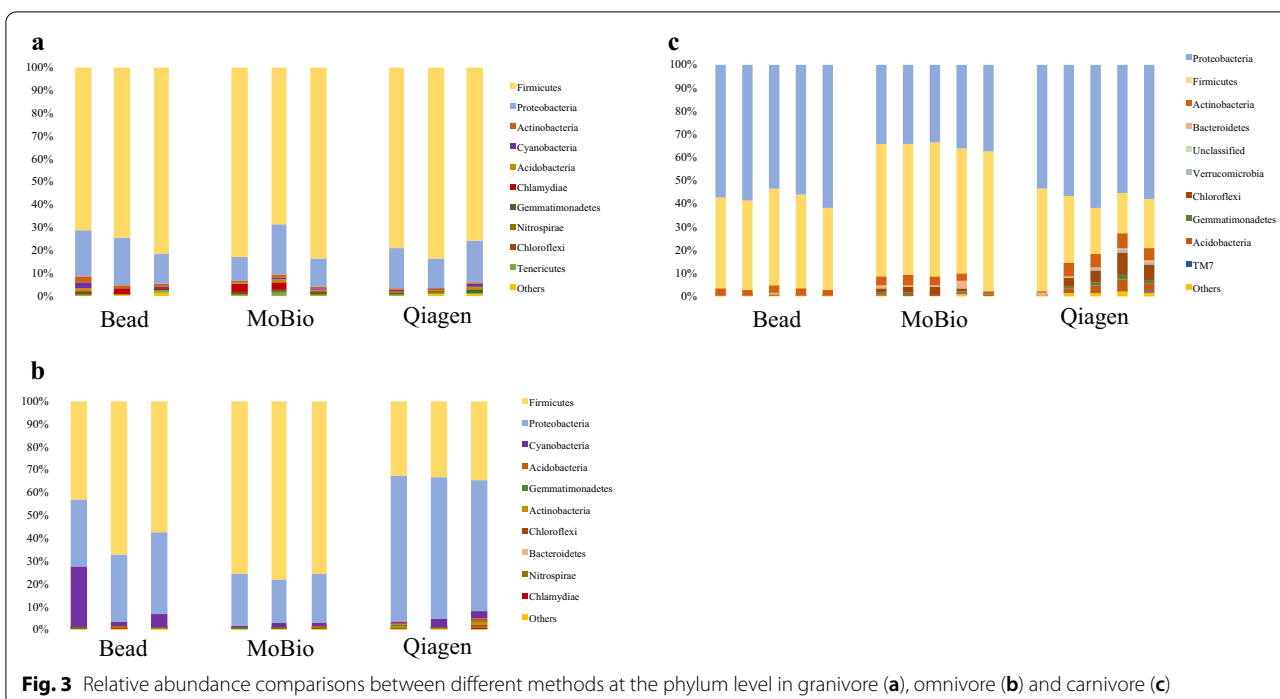 a
100%
90%
80%
70%
60%
50%
40%
30%
20%
10%
0%
Bead
MoBio
Qiagen
Firmicutes
Proteobacteria
Actinobacteria
Cyanobacteria
Acidobacteria
Chlamydiae
Gemmatimonadetes
Nitrospirae
Chloroflexi
Tenericutes
Others
c
100%
90%
80%
70%
60%
50%
40%
30%
20%
10%
0%
Bead
MoBio
Qiagen
Proteobacteria
Firmicutes
Actinobacteria
Bacteroidetes
Unclassified
Verrucomicrobia
Chloroflexi
Gemmatimonadetes
Acidobacteria
TM7
Others
b
100%
90%
80%
70%
60%
50%
40%
30%
20%
10%
0%
Bead
MoBio
Qiagen
Firmicutes
Proteobacteria
Cyanobacteria
Acidobacteria
Gemmatimonadetes
Actinobacteria
Chloroflexi
Bacteroidetes
Nitrospirae
Chlamydiae
Others
Fig. 3 Relative abundance comparisons between different methods at the phylum level in granivore (a), omnivore (b) and carnivore (c)